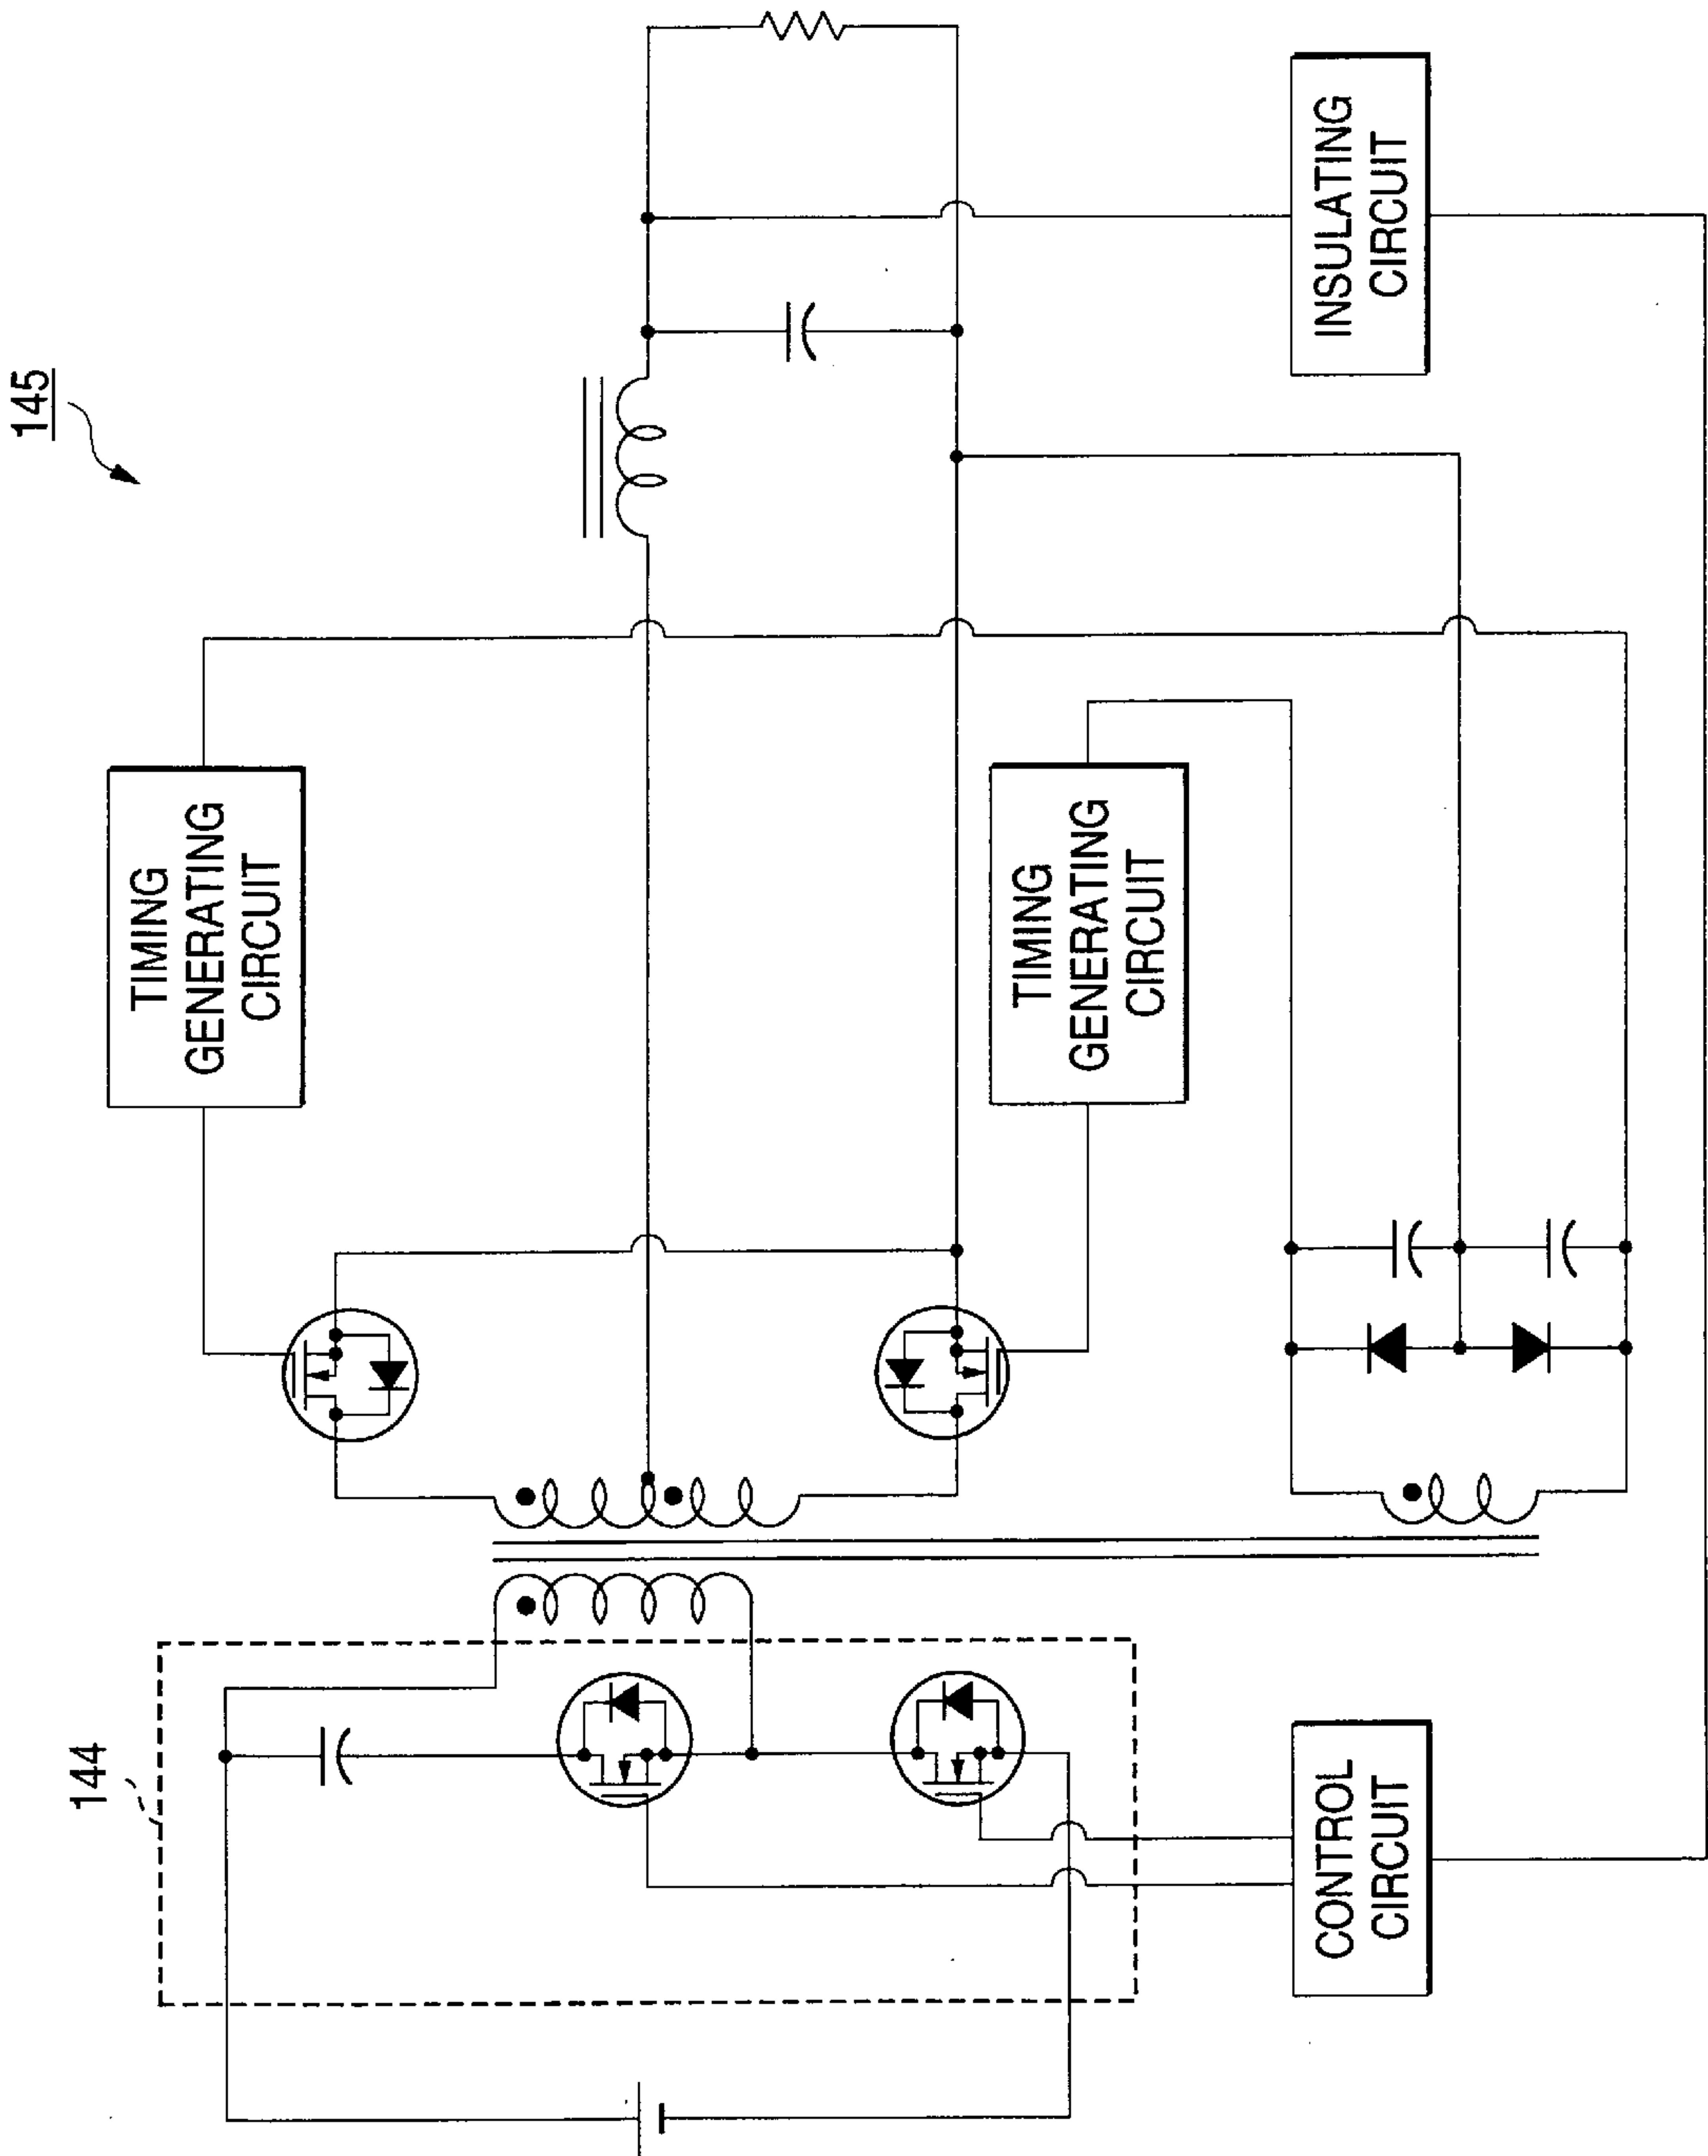 145
TIMING
GENERATING
CIRCUIT
TIMING
GENERATING
CIRCUIT
INSULATING
CIRCUIT
144
CONTROL
CIRCUIT